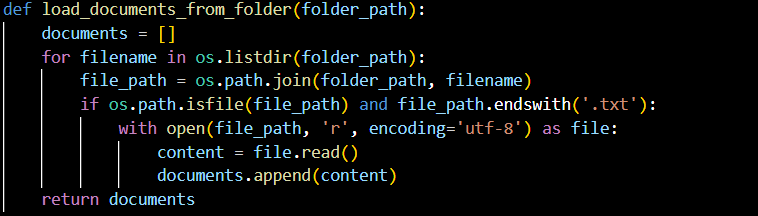 def load_documents_from_folder(folder_path):
    documents = []
    for filename in os.listdir(folder_path):
        file_path = os.path.join(folder_path, filename)
        if os.path.isfile(file_path) and file_path.endswith('.txt'):
            with open(file_path, 'r', encoding='utf-8') as file:
                content = file.read()
                documents.append(content)
    return documents